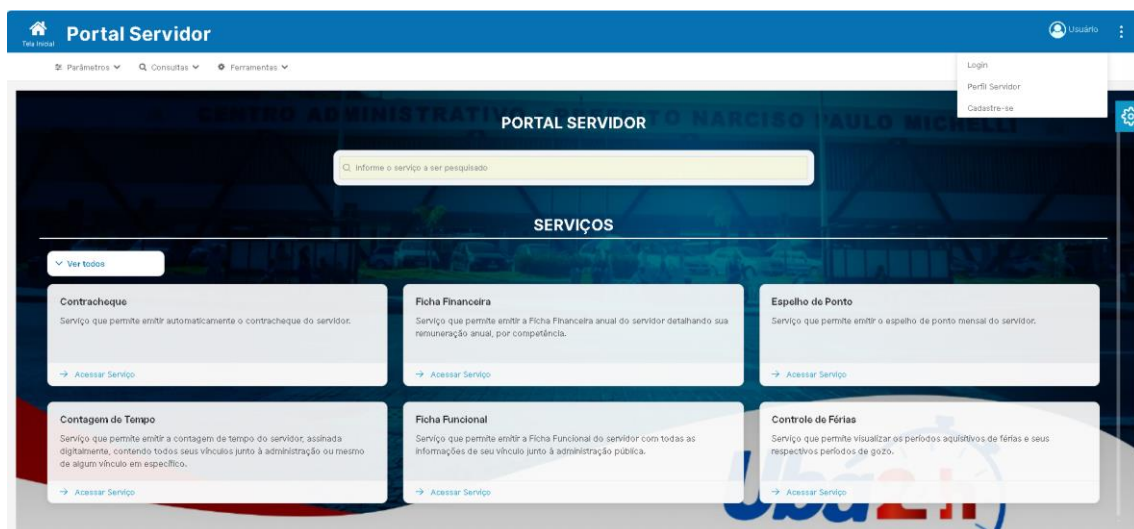 Portal Servidor
Usuário
Tela Inicial
Parâmetros
Consultas
Ferramentas
Login
Perfil Servidor
Cadastre-se
CENTRO ADMINISTRATIVO PREFEITO NARCISO PAULO MICHELLI
PORTAL SERVIDOR
Informe o serviço a ser pesquisado
SERVIÇOS
Ver todos
Contracheque
Serviço que permite emitir automaticamente o contracheque do servidor.
Acessar Serviço
Ficha Financeira
Serviço que permite emitir a Ficha Financeira anual do servidor detalhando sua
remuneração anual, por competência.
Acessar Serviço
Espelho de Ponto
Serviço que permite emitir o espelho de ponto mensal do servidor.
Acessar Serviço
Contagem de Tempo
Serviço que permite emitir a contagem de tempo do servidor, assinada
digitalmente, contendo todos seus vínculos junto à administração ou mesmo
de algum vínculo em específico.
Acessar Serviço
Ficha Funcional
Serviço que permite emitir a Ficha Funcional do servidor com todas as
informações de seu vínculo junto à administração pública.
Acessar Serviço
Controle de Férias
Serviço que permite visualizar os períodos aquisitivos de férias e seus
respectivos períodos de gozo.
Acessar Serviço
Ubá24h